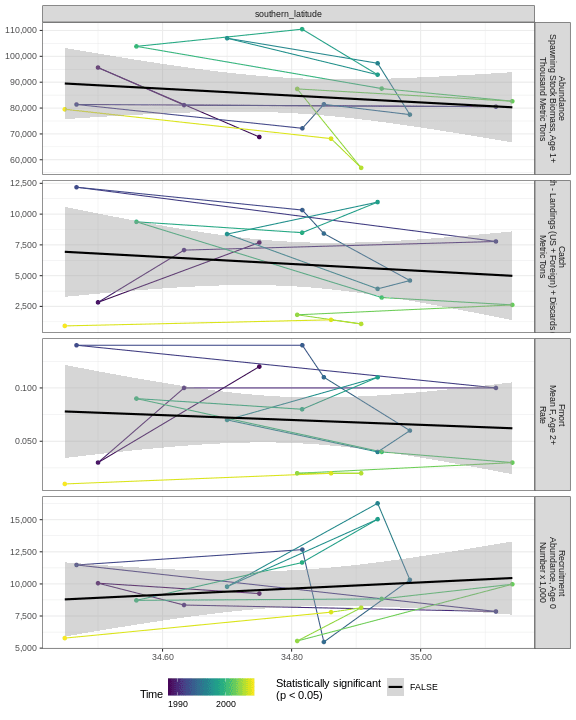 southern_latitude
110,000
100,000
90,000
80,000
70,000
60,000
Abundance
Spawning Stock Biomass, Age 1+
Thousand Metric Tons
12,500
10,000
7,500
5,000
2,500
Catch
h - Landings (US + Foreign) + Discards
Metric Tons
0.100
0.050
Fmort
Mean F, Age 2+
Rate
15,000
12,500
10,000
7,500
5,000
Recruitment
Abundance, Age 0
Number x 1,000
34.60
34.80
35.00
Time
1990
2000
Statistically significant
(p < 0.05)
FALSE